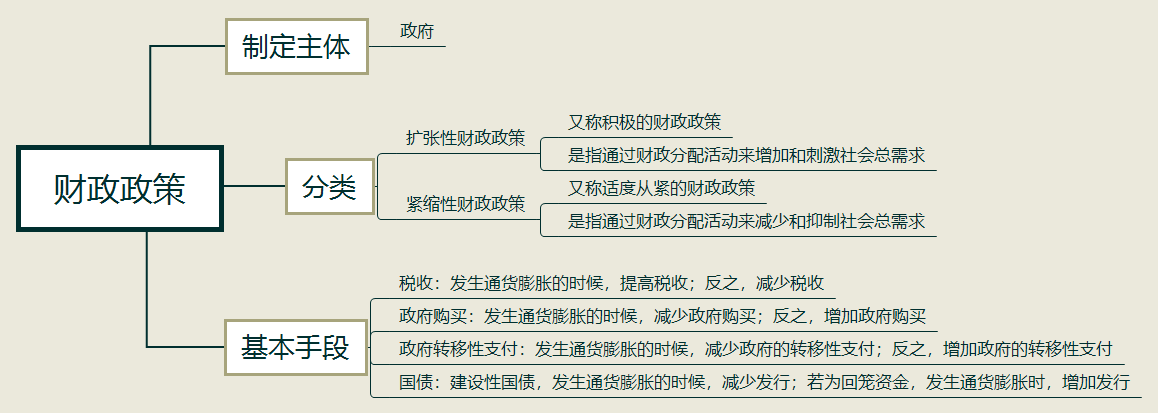 财政政策
制定主体
政府
分类
扩张性财政政策
又称积极的财政政策
是指通过财政分配活动来增加和刺激社会总需求
紧缩性财政政策
又称适度从紧的财政政策
是指通过财政分配活动来减少和抑制社会总需求
基本手段
税收：发生通货膨胀的时候，提高税收；反之，减少税收
政府购买：发生通货膨胀的时候，减少政府购买；反之，增加政府购买
政府转移性支付：发生通货膨胀的时候，减少政府的转移性支付；反之，增加政府的转移性支付
国债：建设性国债，发生通货膨胀的时候，减少发行；若为回笼资金，发生通货膨胀时，增加发行